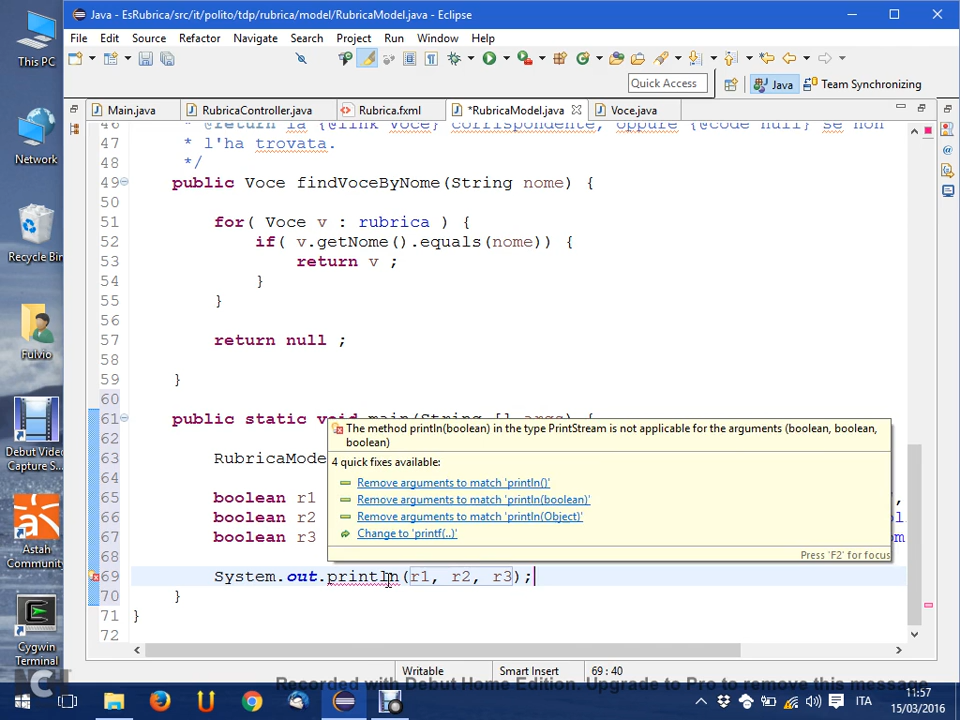 Java - EsRubrica/src/it/polito/tdp/rubrica/model/RubricaModel.java - Eclipse
File Edit Source Refactor Navigate Search Project Run Window Help
Quick Access
Java
Team Synchronizing
Main.java
RubricaController.java
Rubrica.fxml
*RubricaModel.java
Voce.java
46 * @return la {@link Voce} corrispondente, oppure {@code null} se non
47 * l'ha trovata.
48 */
49 public Voce findVoceByNome(String nome) {
50
51 for( Voce v : rubrica ) {
52 if( v.getNome().equals(nome)) {
53 return v ;
54 }
55 }
56
57 return null ;
58
59 }
60
61 public static void main(String [] args) {
62
63 RubricaMode
64
65 boolean r1
66 boolean r2
67 boolean r3
68
69 System.out.println(r1, r2, r3);
70 }
71 }
72
The method println(boolean) in the type PrintStream is not applicable for the arguments (boolean, boolean,
boolean)
4 quick fixes available:
Remove arguments to match 'println()'
Remove arguments to match 'println(boolean)'
Remove arguments to match 'println(Object)'
Change to 'printf(..)'
Press 'F2' for focus
Writable
Smart Insert
69 : 40
This PC
Network
Recycle Bin
Fulvio
Debut Video
Capture S...
Astah
Community
Cygwin
Terminal
Recorded with Debut Home Edition. Upgrade to Pro to remove this message
ITA
11:57
15/03/2016